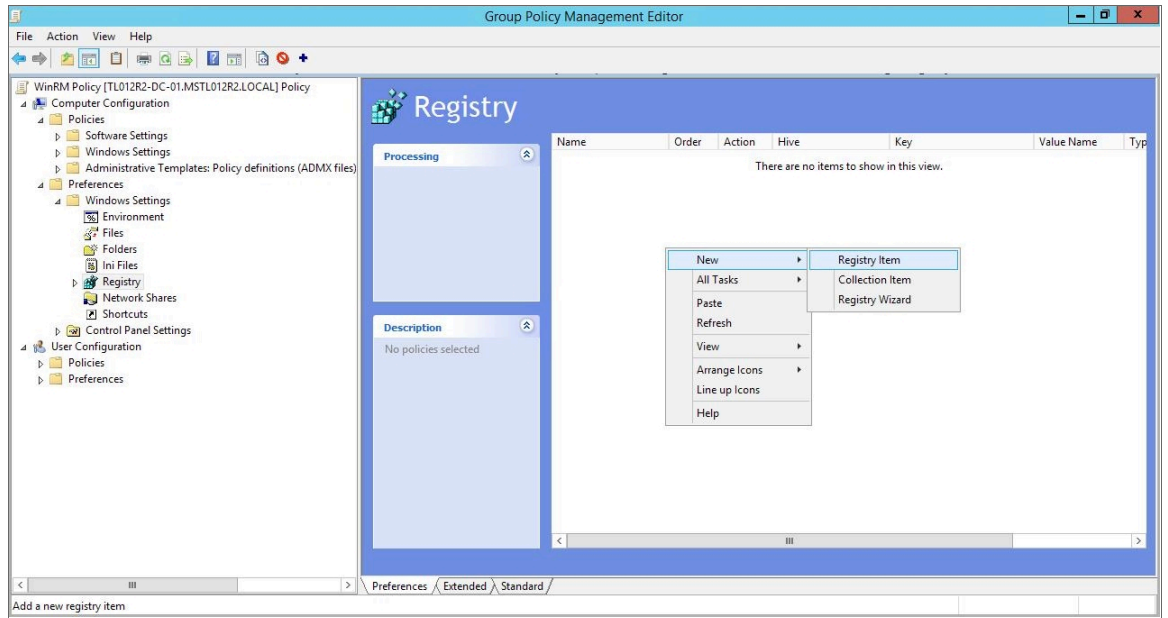 Group Policy Management Editor
File Action View Help
WinRM Policy [TL012R2-DC-01.MSTL012R2.LOCAL] Policy
Computer Configuration
Policies
Software Settings
Windows Settings
Administrative Templates: Policy definitions (ADMX files)
Preferences
Windows Settings
Environment
Files
Folders
Ini Files
Registry
Network Shares
Shortcuts
Control Panel Settings
User Configuration
Policies
Preferences
Registry
Processing
Description
No policies selected
Name Order Action Hive Key Value Name Typ
There are no items to show in this view.
New
All Tasks
Paste
Refresh
View
Arrange Icons
Line up Icons
Help
Registry Item
Collection Item
Registry Wizard
Preferences Extended Standard
Add a new registry item